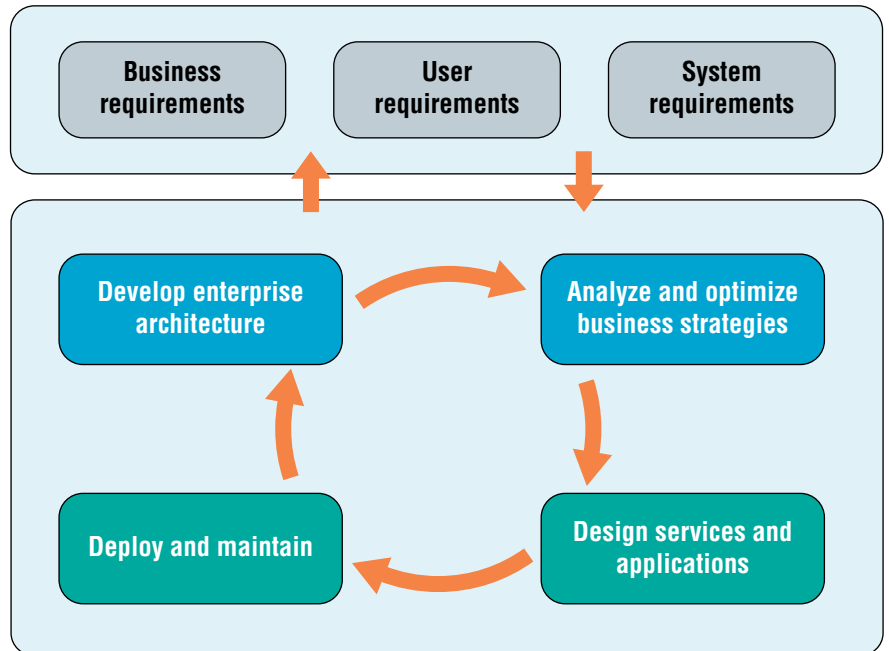 Business
requirements
User
requirements
System
requirements
Develop enterprise
architecture
Analyze and optimize
business strategies
Deploy and maintain
Design services and
applications